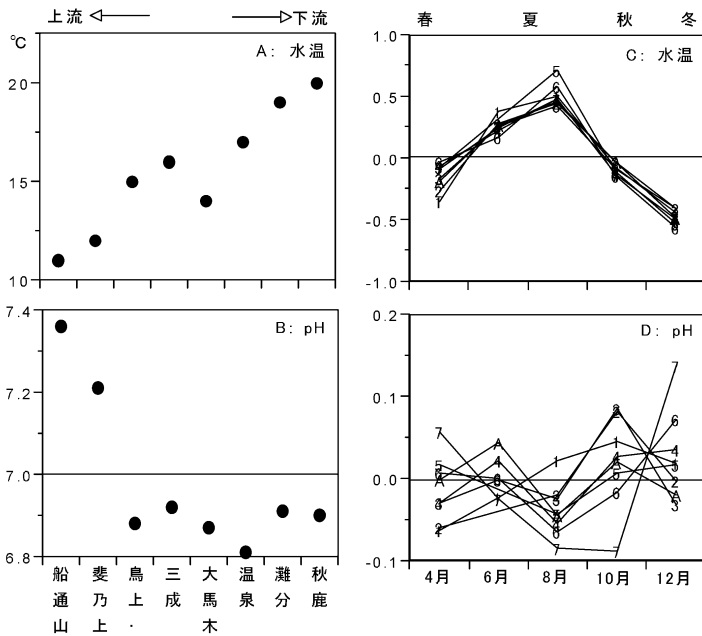 上流 下流
℃
A: 水温
20
15
10
7.4
B: pH
7.2
7.0
6.8
船通山
斐乃上
鳥上・
三成
大馬木
温泉
灘分
秋鹿
春 夏 秋 冬
1.0
C: 水温
0.5
0.0
-0.5
-1.0
0.2
D: pH
0.1
0.0
-0.1
4月 6月 8月 10月 12月